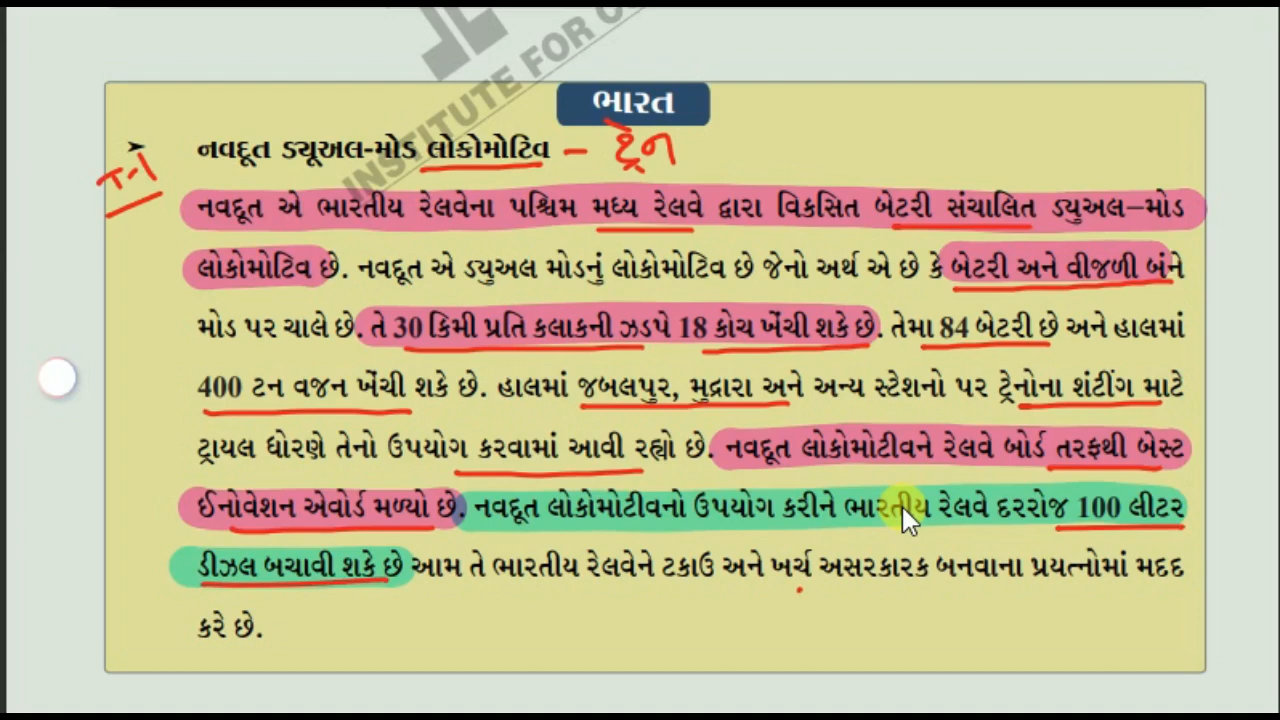 INSTITUTE FOR
ભારત
➤ નવદૂત ડ્યૂઅલ-મોડ લોકોમોટિવ – ટ્રેન
T-1
નવદૂત એ ભારતીય રેલવેના પશ્ચિમ મધ્ય રેલવે દ્વારા વિકસિત બેટરી સંચાલિત ડ્યુઅલ–મોડ
લોકોમોટિવ છે. નવદૂત એ ડ્યુઅલ મોડનું લોકોમોટિવ છે જેનો અર્થ એ છે કે બેટરી અને વીજળી બંને
મોડ પર ચાલે છે. તે 30 કિમી પ્રતિ કલાકની ઝડપે 18 કોચ ખેંચી શકે છે. તેમા 84 બેટરી છે અને હાલમાં
400 ટન વજન ખેંચી શકે છે. હાલમાં જબલપુર, મુદ્રારા અને અન્ય સ્ટેશનો પર ટ્રેનોના શંટીંગ માટે
ટ્રાયલ ધોરણે તેનો ઉપયોગ કરવામાં આવી રહ્યો છે. નવદૂત લોકોમોટીવને રેલવે બોર્ડ તરફથી બેસ્ટ
ઈનોવેશન એવોર્ડ મળ્યો છે. નવદૂત લોકોમોટીવનો ઉપયોગ કરીને ભારતીય રેલવે દરરોજ 100 લીટર
ડીઝલ બચાવી શકે છે આમ તે ભારતીય રેલવેને ટકાઉ અને ખર્ચ અસરકારક બનવાના પ્રયત્નોમાં મદદ
કરે છે.